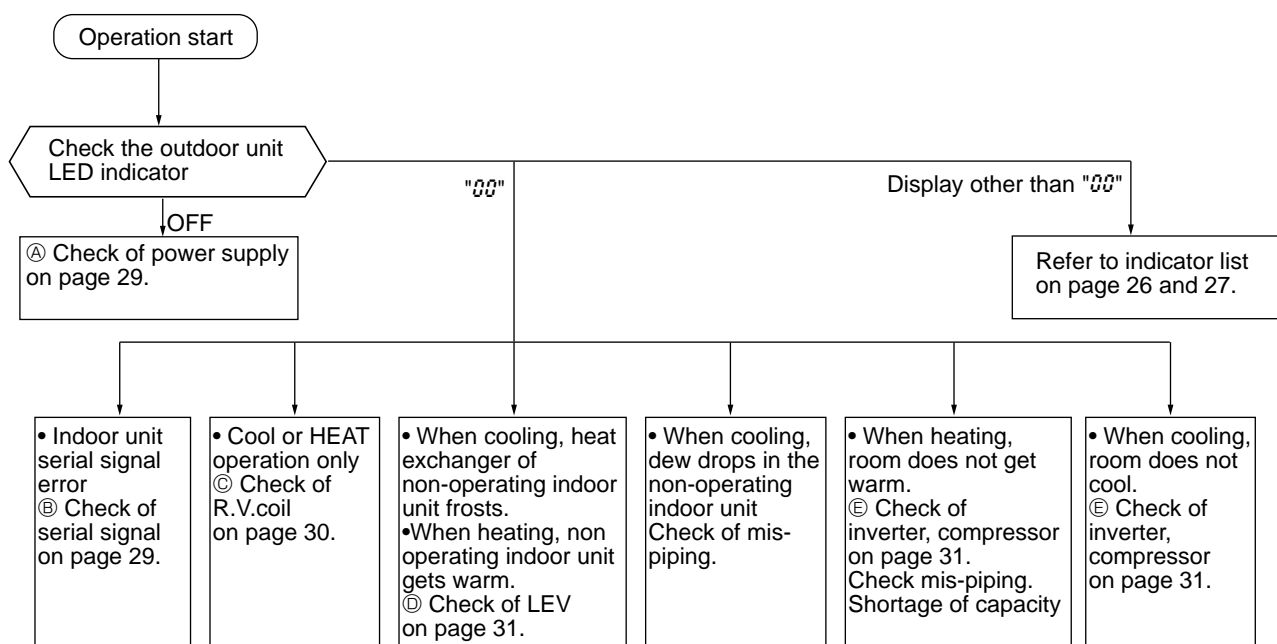 Operation start
Check the outdoor unit
LED indicator
"00"
Display other than "00"
OFF
Ⓐ Check of power supply
on page 29.
Refer to indicator list
on page 26 and 27.
• Indoor unit
serial signal
error
Ⓑ Check of
serial signal
on page 29.
• Cool or HEAT
operation only
Ⓒ Check of
R.V.coil
on page 30.
• When cooling, heat
exchanger of
non-operating indoor
unit frosts.
•When heating, non
operating indoor unit
gets warm.
Ⓓ Check of LEV
on page 31.
• When cooling,
dew drops in the
non-operating
indoor unit
Check of mis-
piping.
• When heating,
room does not get
warm.
Ⓔ Check of
inverter, compressor
on page 31.
Check mis-piping.
Shortage of capacity
• When cooling,
room does not
cool.
Ⓔ Check of
inverter,
compressor
on page 31.